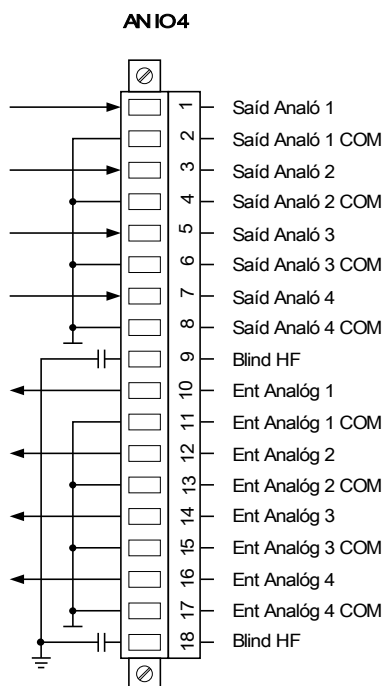 ANIO4
1 Saíd Analó 1
2 Saíd Analó 1 COM
3 Saíd Analó 2
4 Saíd Analó 2 COM
5 Saíd Analó 3
6 Saíd Analó 3 COM
7 Saíd Analó 4
8 Saíd Analó 4 COM
9 Blind HF
10 Ent Analóg 1
11 Ent Analóg 1 COM
12 Ent Analóg 2
13 Ent Analóg 2 COM
14 Ent Analóg 3
15 Ent Analóg 3 COM
16 Ent Analóg 4
17 Ent Analóg 4 COM
18 Blind HF